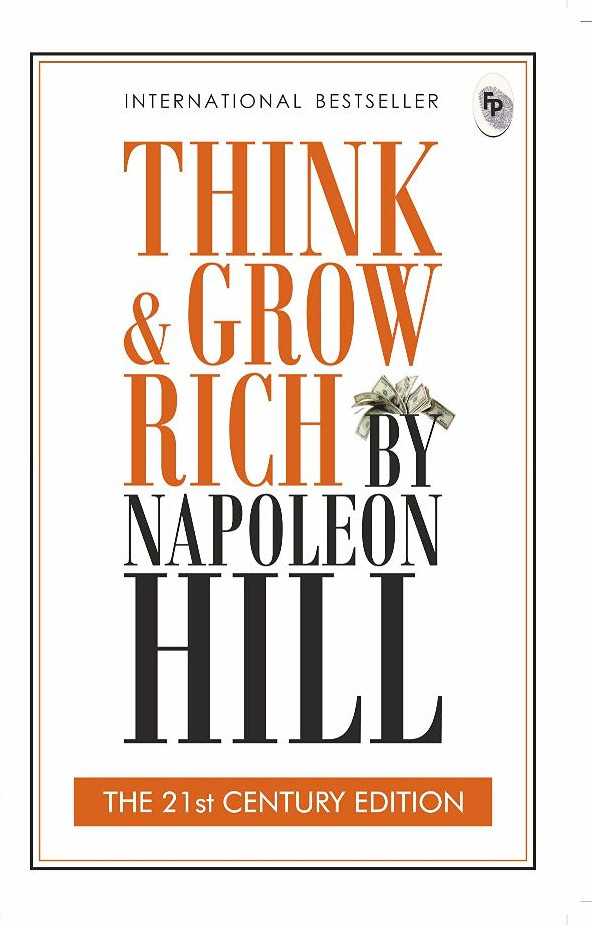 INTERNATIONAL BESTSELLER
FP
THINK
& GROW
RICH BY
NAPOLEON
HILL
THE 21st CENTURY EDITION